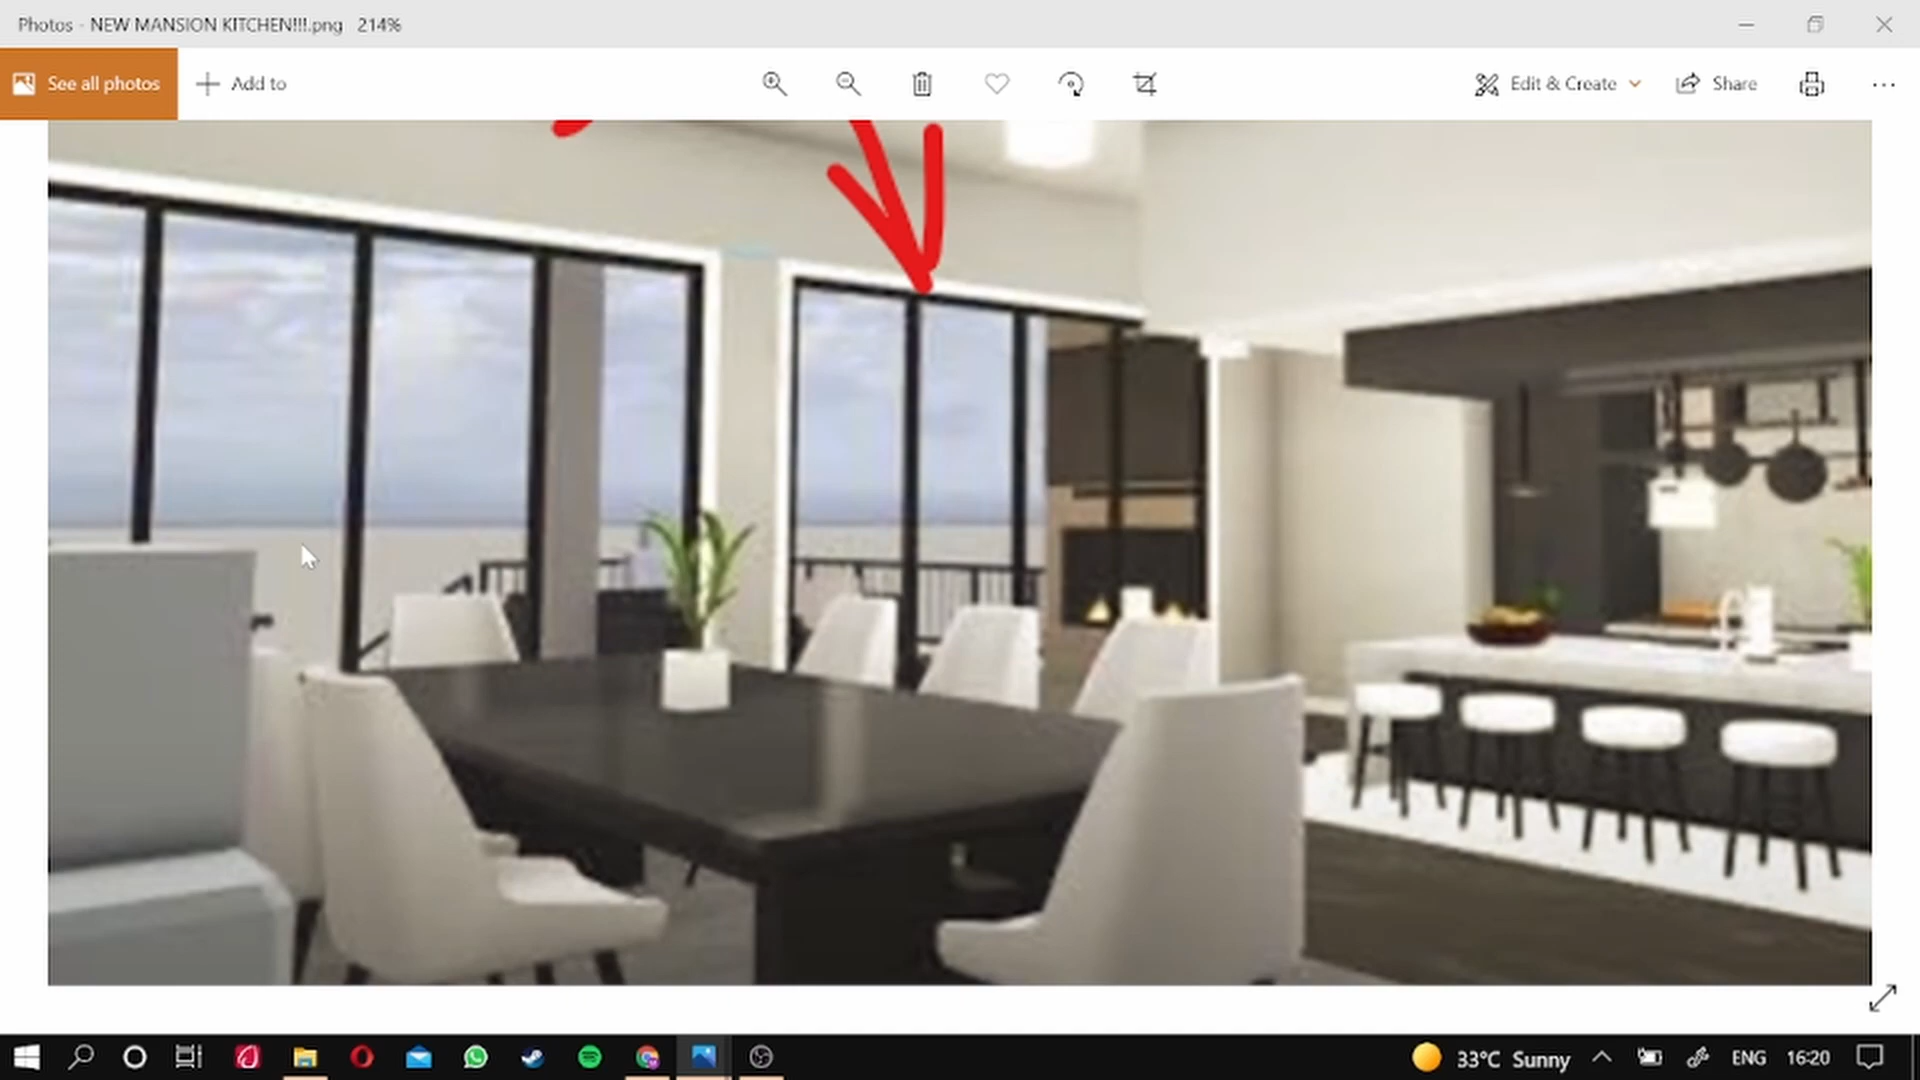 Photos - NEW MANSION KITCHEN!!!.png 214%
See all photos
Add to
Edit & Create
Share
33°C Sunny
ENG
16:20